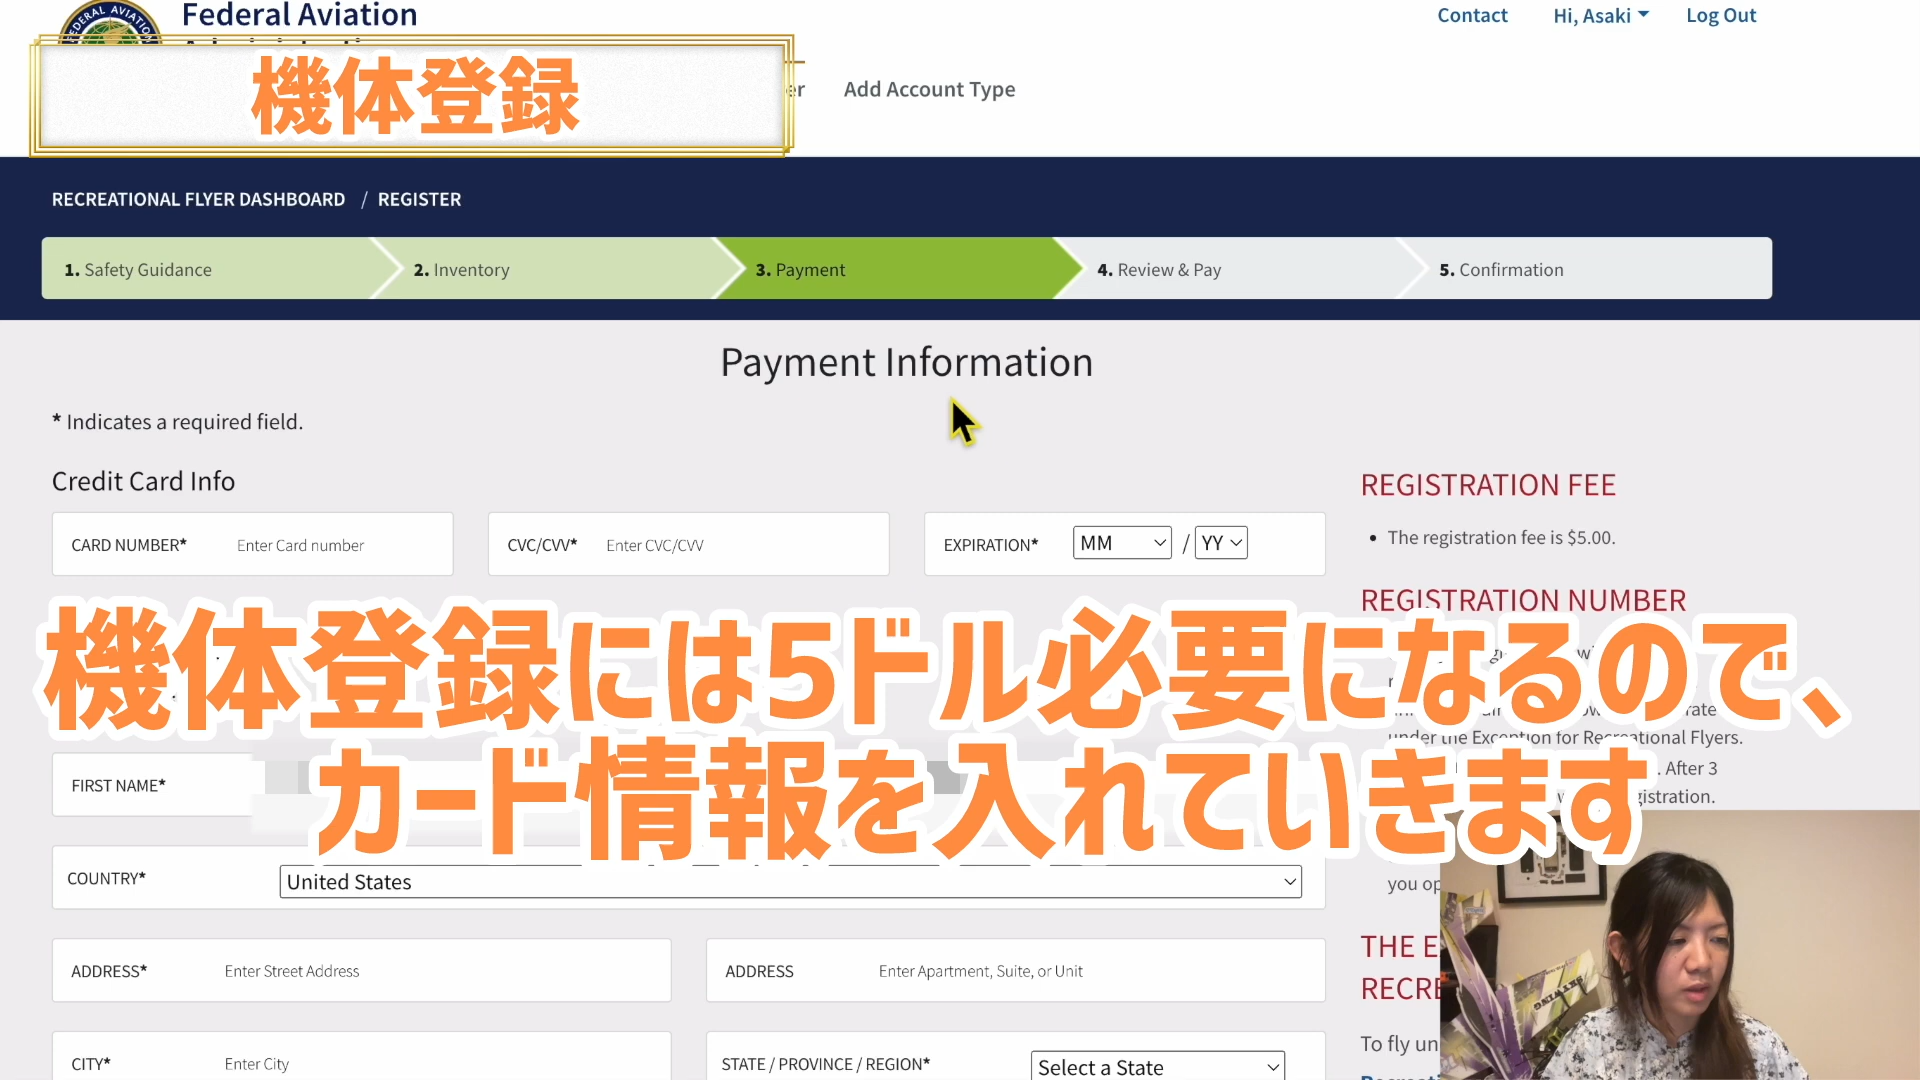 FEDERAL AVIATION
Federal Aviation
Contact
Hi, Asaki
Log Out
機体登録
Add Account Type
RECREATIONAL FLYER DASHBOARD / REGISTER
1. Safety Guidance
2. Inventory
3. Payment
4. Review & Pay
5. Confirmation
Payment Information
* Indicates a required field.
Credit Card Info
CARD NUMBER* Enter Card number
CVC/CVV* Enter CVC/CVV
EXPIRATION* MM / YY
REGISTRATION FEE
• The registration fee is $5.00.
REGISTRATION NUMBER
機体登録には5ドル必要になるので、
カード情報を入れていきます
under the Exception for Recreational Flyers.
. After 3
FIRST NAME*
COUNTRY* United States
you
ADDRESS* Enter Street Address
ADDRESS Enter Apartment, Suite, or Unit
THE
SKYWING
CITY* Enter City
STATE / PROVINCE / REGION* Select a State
To fly